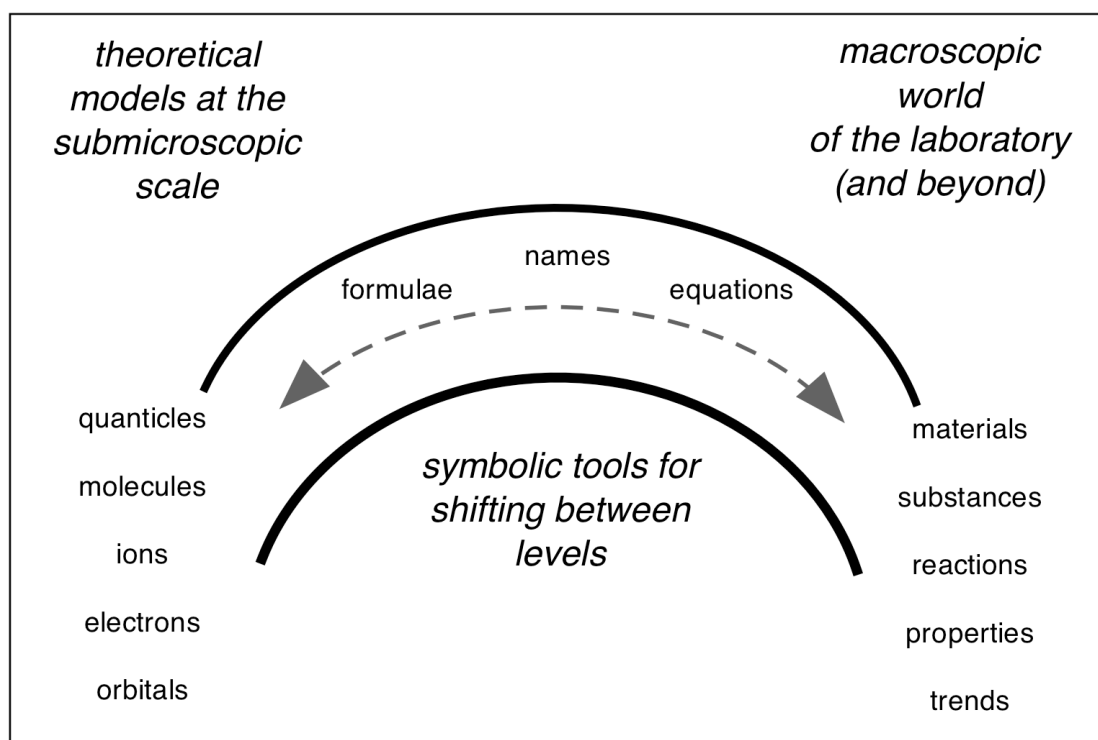 theoretical
models at the
submicroscopic
scale
macroscopic
world
of the laboratory
(and beyond)
names
formulae
equations
quanticles
molecules
ions
electrons
orbitals
symbolic tools for
shifting between
levels
materials
substances
reactions
properties
trends